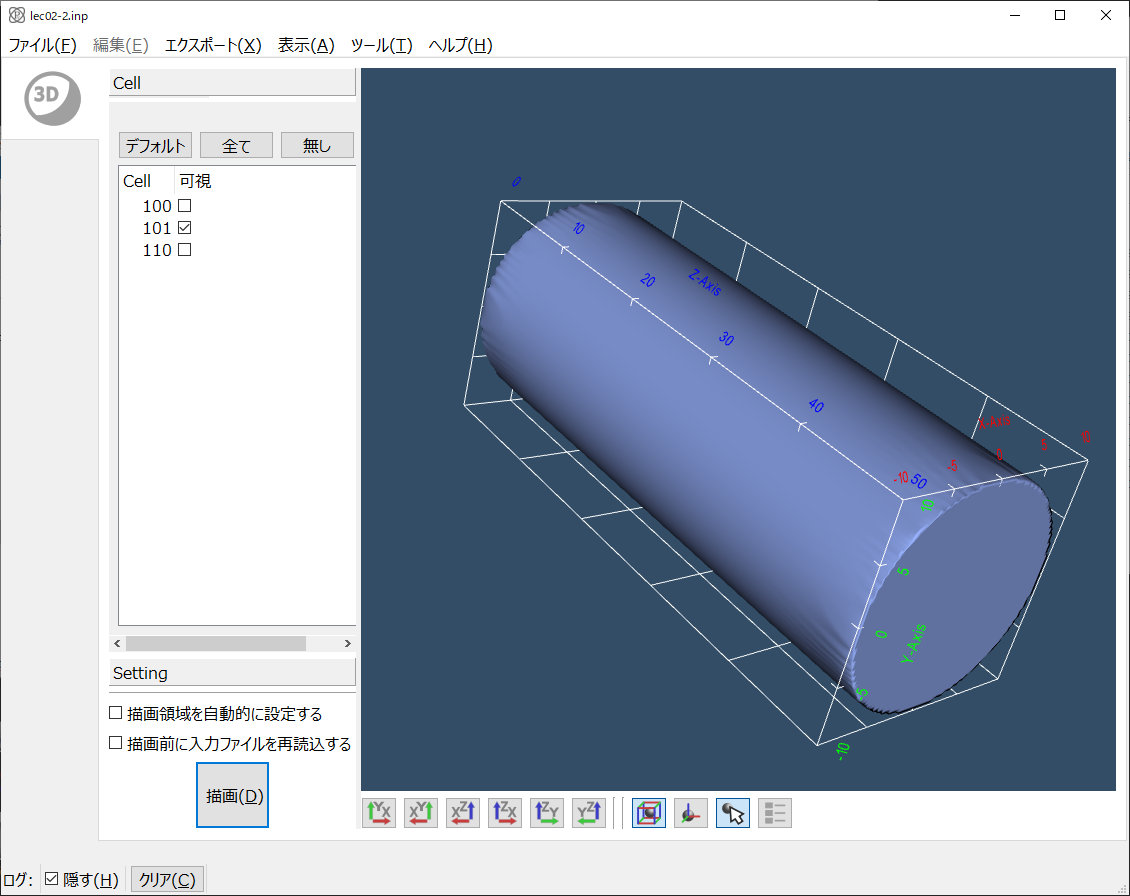 lec02-2.inp
ファイル(F) 編集(E) エクスポート(X) 表示(A) ツール(T) ヘルプ(H)
3D
Cell
デフォルト 全て 無し
Cell 可視
100
101
110
Setting
描画領域を自動的に設定する
描画前に入力ファイルを再読込する
描画(D)
0
10
20
Z-Axis
30
40
50
-10
-5
5
10
5
0
Y-Axis
-10
Y X
X Y
X Z
Z X
Z Y
Y Z
ログ: 隠す(H) クリア(C)